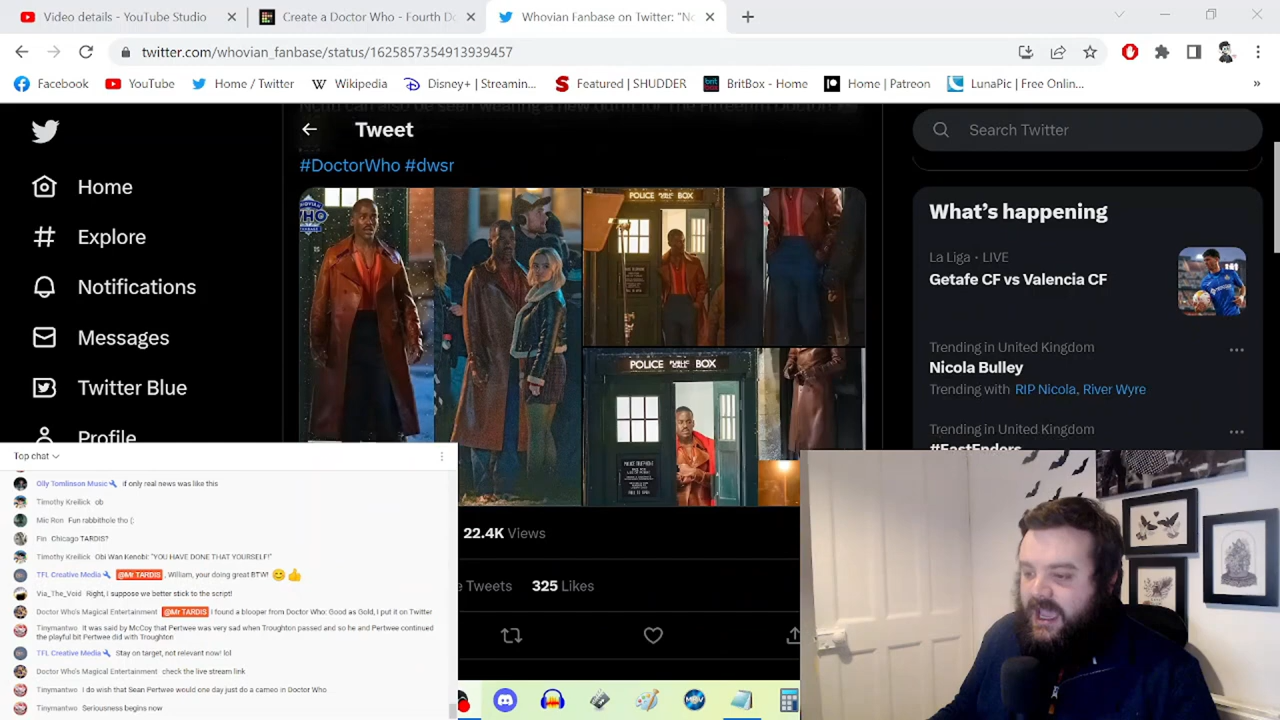 Video details - YouTube Studio
Create a Doctor Who - Fourth Do
Whovian Fanbase on Twitter: "No
twitter.com/whovian_fanbase/status/1625857354913939457
Facebook
YouTube
Home / Twitter
Wikipedia
Disney+ | Streamin...
Featured | SHUDDER
BritBox - Home
Home | Patreon
LunaPic | Free Onlin...
»
Tweet
#DoctorWho #dwsr
Home
Explore
Notifications
Messages
Twitter Blue
Profile
WHO
POLICE PUBLIC BOX
POLICE PUBLIC BOX
22.4K Views
e Tweets 325 Likes
Search Twitter
What's happening
La Liga · LIVE
Getafe CF vs Valencia CF
Trending in United Kingdom
Nicola Bulley
Trending with RIP Nicola, River Wyre
Trending in United Kingdom
#EastEnders
Top chat
Olly Tomlinson Music if only real news was like this
Timothy Kreilick ob
Mic Ron Fun rabbithole tho (:
Fin Chicago TARDIS?
Timothy Kreilick Obi Wan Kenobi: "YOU HAVE DONE THAT YOURSELF!"
TFL Creative Media @Mr TARDIS , William, your doing great BTW! 😊👍
Via_The_Void Right, I suppose we better stick to the script!
Doctor Who's Magical Entertainment @Mr TARDIS I found a blooper from Doctor Who: Good as Gold, I put it on Twitter
Tinymantwo It was said by McCoy that Pertwee was very sad when Troughton passed and so he and Pertwee continued
the playful bit Pertwee did with Troughton
TFL Creative Media Stay on target, not relevant now! lol
Doctor Who's Magical Entertainment check the live stream link
Tinymantwo I do wish that Sean Pertwee would one day just do a cameo in Doctor Who
Tinymantwo Seriousness begins now